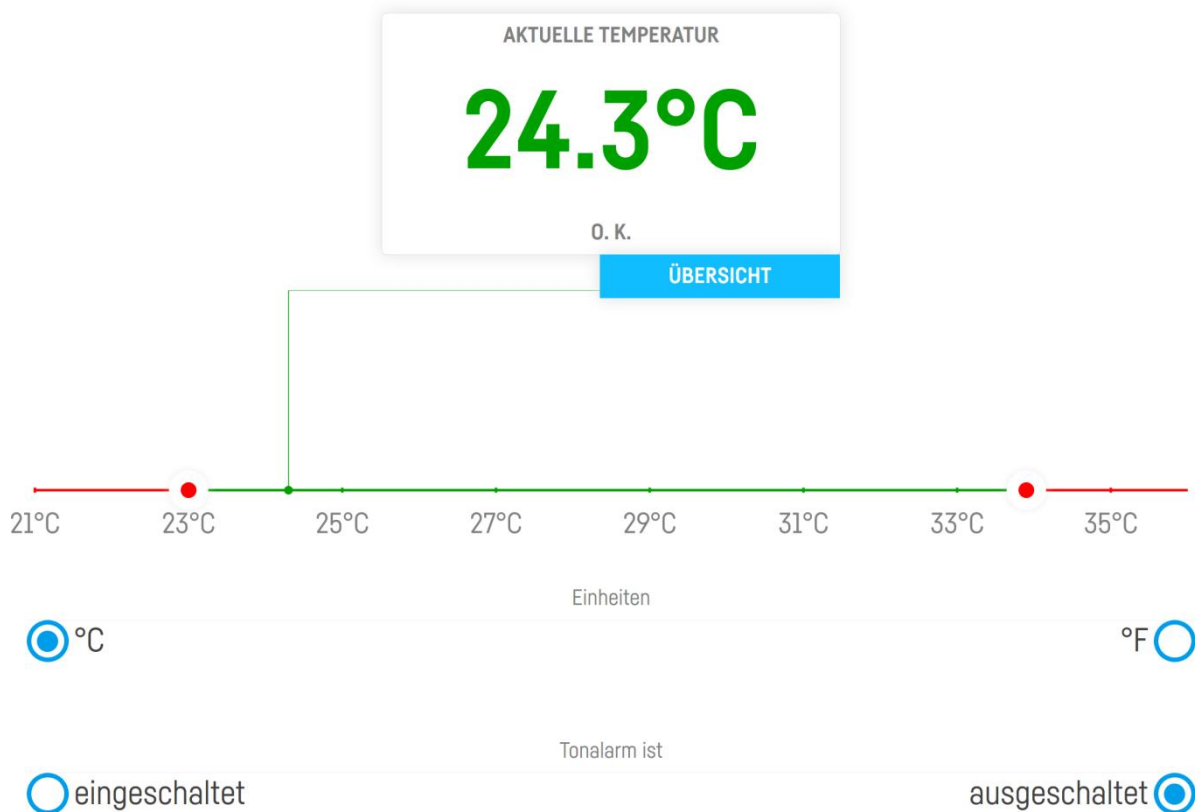 AKTUELLE TEMPERATUR
24.3°C
O. K.
ÜBERSICHT
21°C 23°C 25°C 27°C 29°C 31°C 33°C 35°C
Einheiten
°C °F
Tonalarm ist
eingeschaltet ausgeschaltet